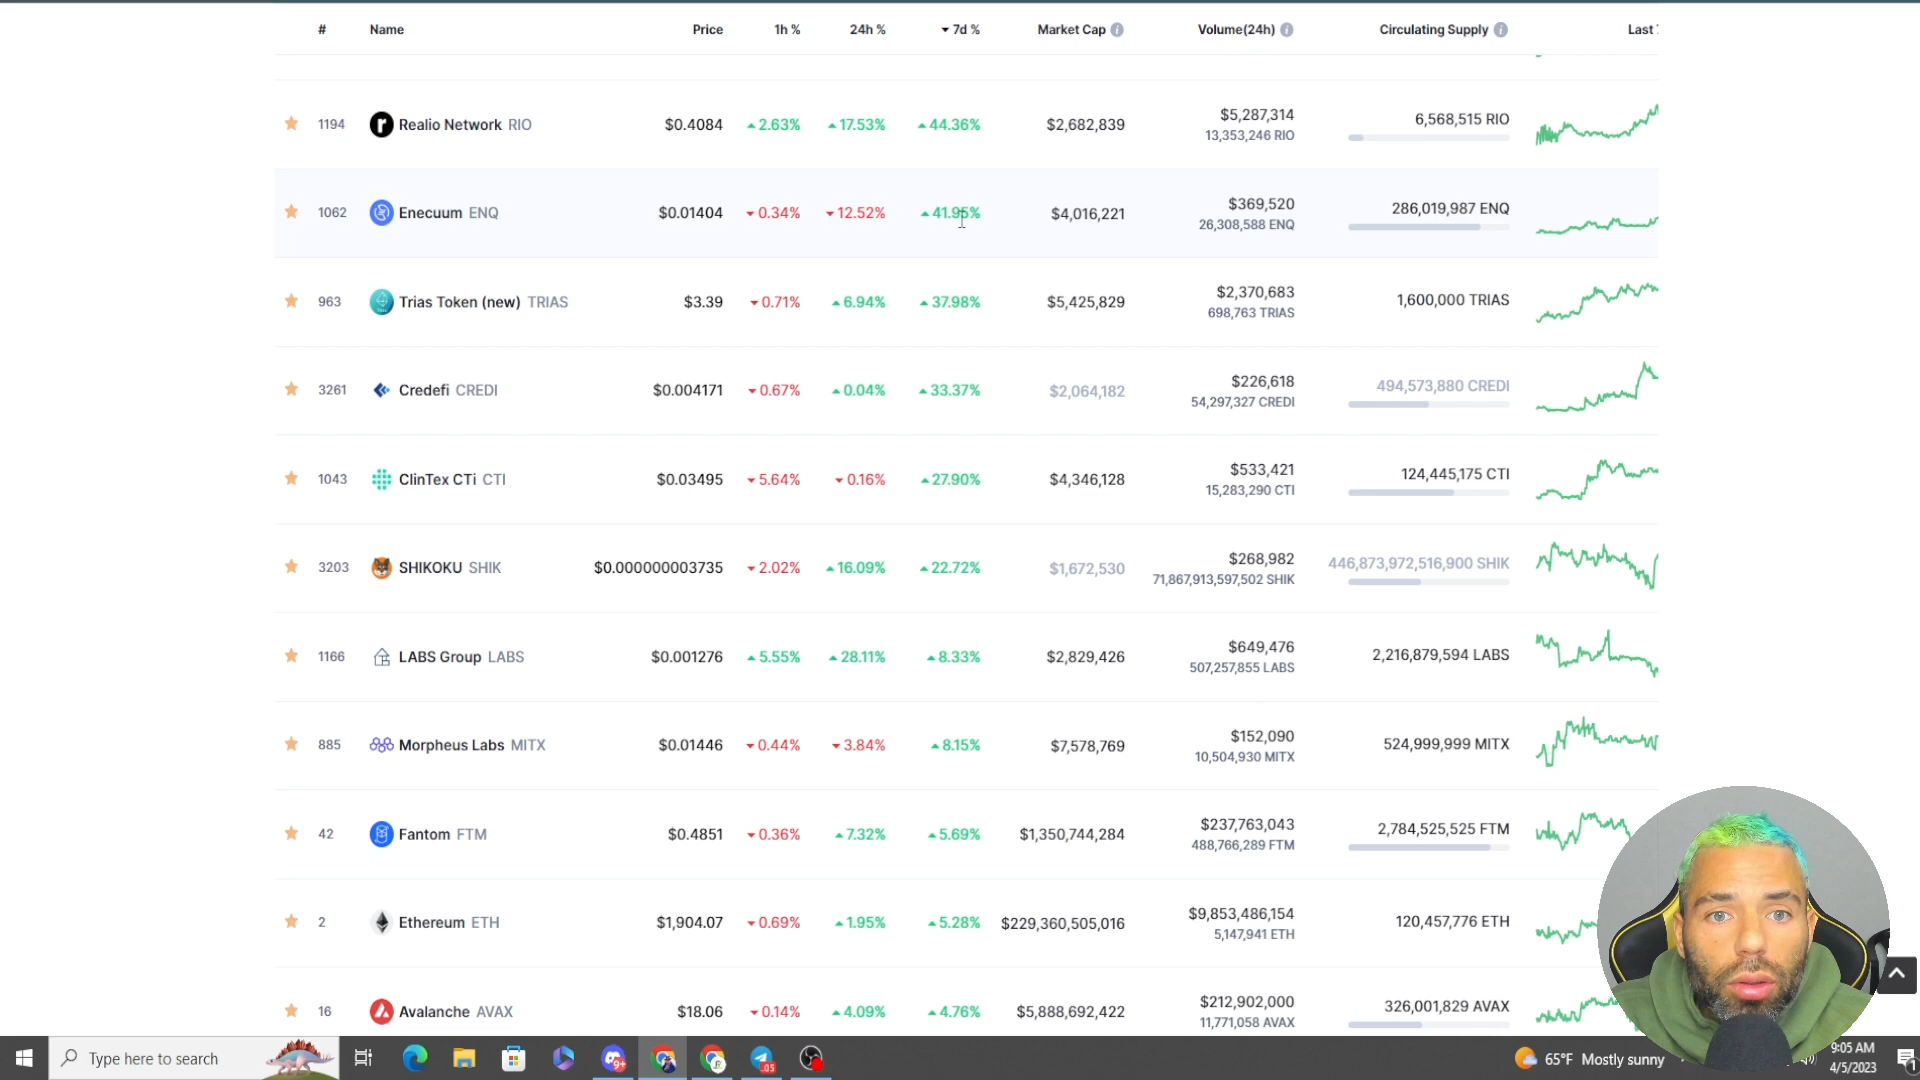 # Name Price 1h % 24h % 7d % Market Cap Volume(24h) Circulating Supply Last
1194 Realio Network RIO $0.4084 2.63% 17.53% 44.36% $2,682,839 $5,287,314 6,568,515 RIO
13,353,246 RIO
1062 Enecuum ENQ $0.01404 0.34% 12.52% 41.95% $4,016,221 $369,520 286,019,987 ENQ
26,308,588 ENQ
963 Trias Token (new) TRIAS $3.39 0.71% 6.94% 37.98% $5,425,829 $2,370,683 1,600,000 TRIAS
698,763 TRIAS
3261 Credefi CREDI $0.004171 0.67% 0.04% 33.37% $2,064,182 $226,618 494,573,880 CREDI
54,297,327 CREDI
1043 ClinTex CTi CTI $0.03495 5.64% 0.16% 27.90% $4,346,128 $533,421 124,445,175 CTI
15,283,290 CTI
3203 SHIKOKU SHIK $0.000000003735 2.02% 16.09% 22.72% $1,672,530 $268,982 446,873,972,516,900 SHIK
71,867,913,597,502 SHIK
1166 LABS Group LABS $0.001276 5.55% 28.11% 8.33% $2,829,426 $649,476 2,216,879,594 LABS
507,257,855 LABS
885 Morpheus Labs MITX $0.01446 0.44% 3.84% 8.15% $7,578,769 $152,090 524,999,999 MITX
10,504,930 MITX
42 Fantom FTM $0.4851 0.36% 7.32% 5.69% $1,350,744,284 $237,763,043 2,784,525,525 FTM
488,766,289 FTM
2 Ethereum ETH $1,904.07 0.69% 1.95% 5.28% $229,360,505,016 $9,853,486,154 120,457,776 ETH
5,147,941 ETH
16 Avalanche AVAX $18.06 0.14% 4.09% 4.76% $5,888,692,422 $212,902,000 326,001,829 AVAX
11,771,058 AVAX
Type here to search 9+ .05 65°F Mostly sunny 9:05 AM
4/5/2023 1